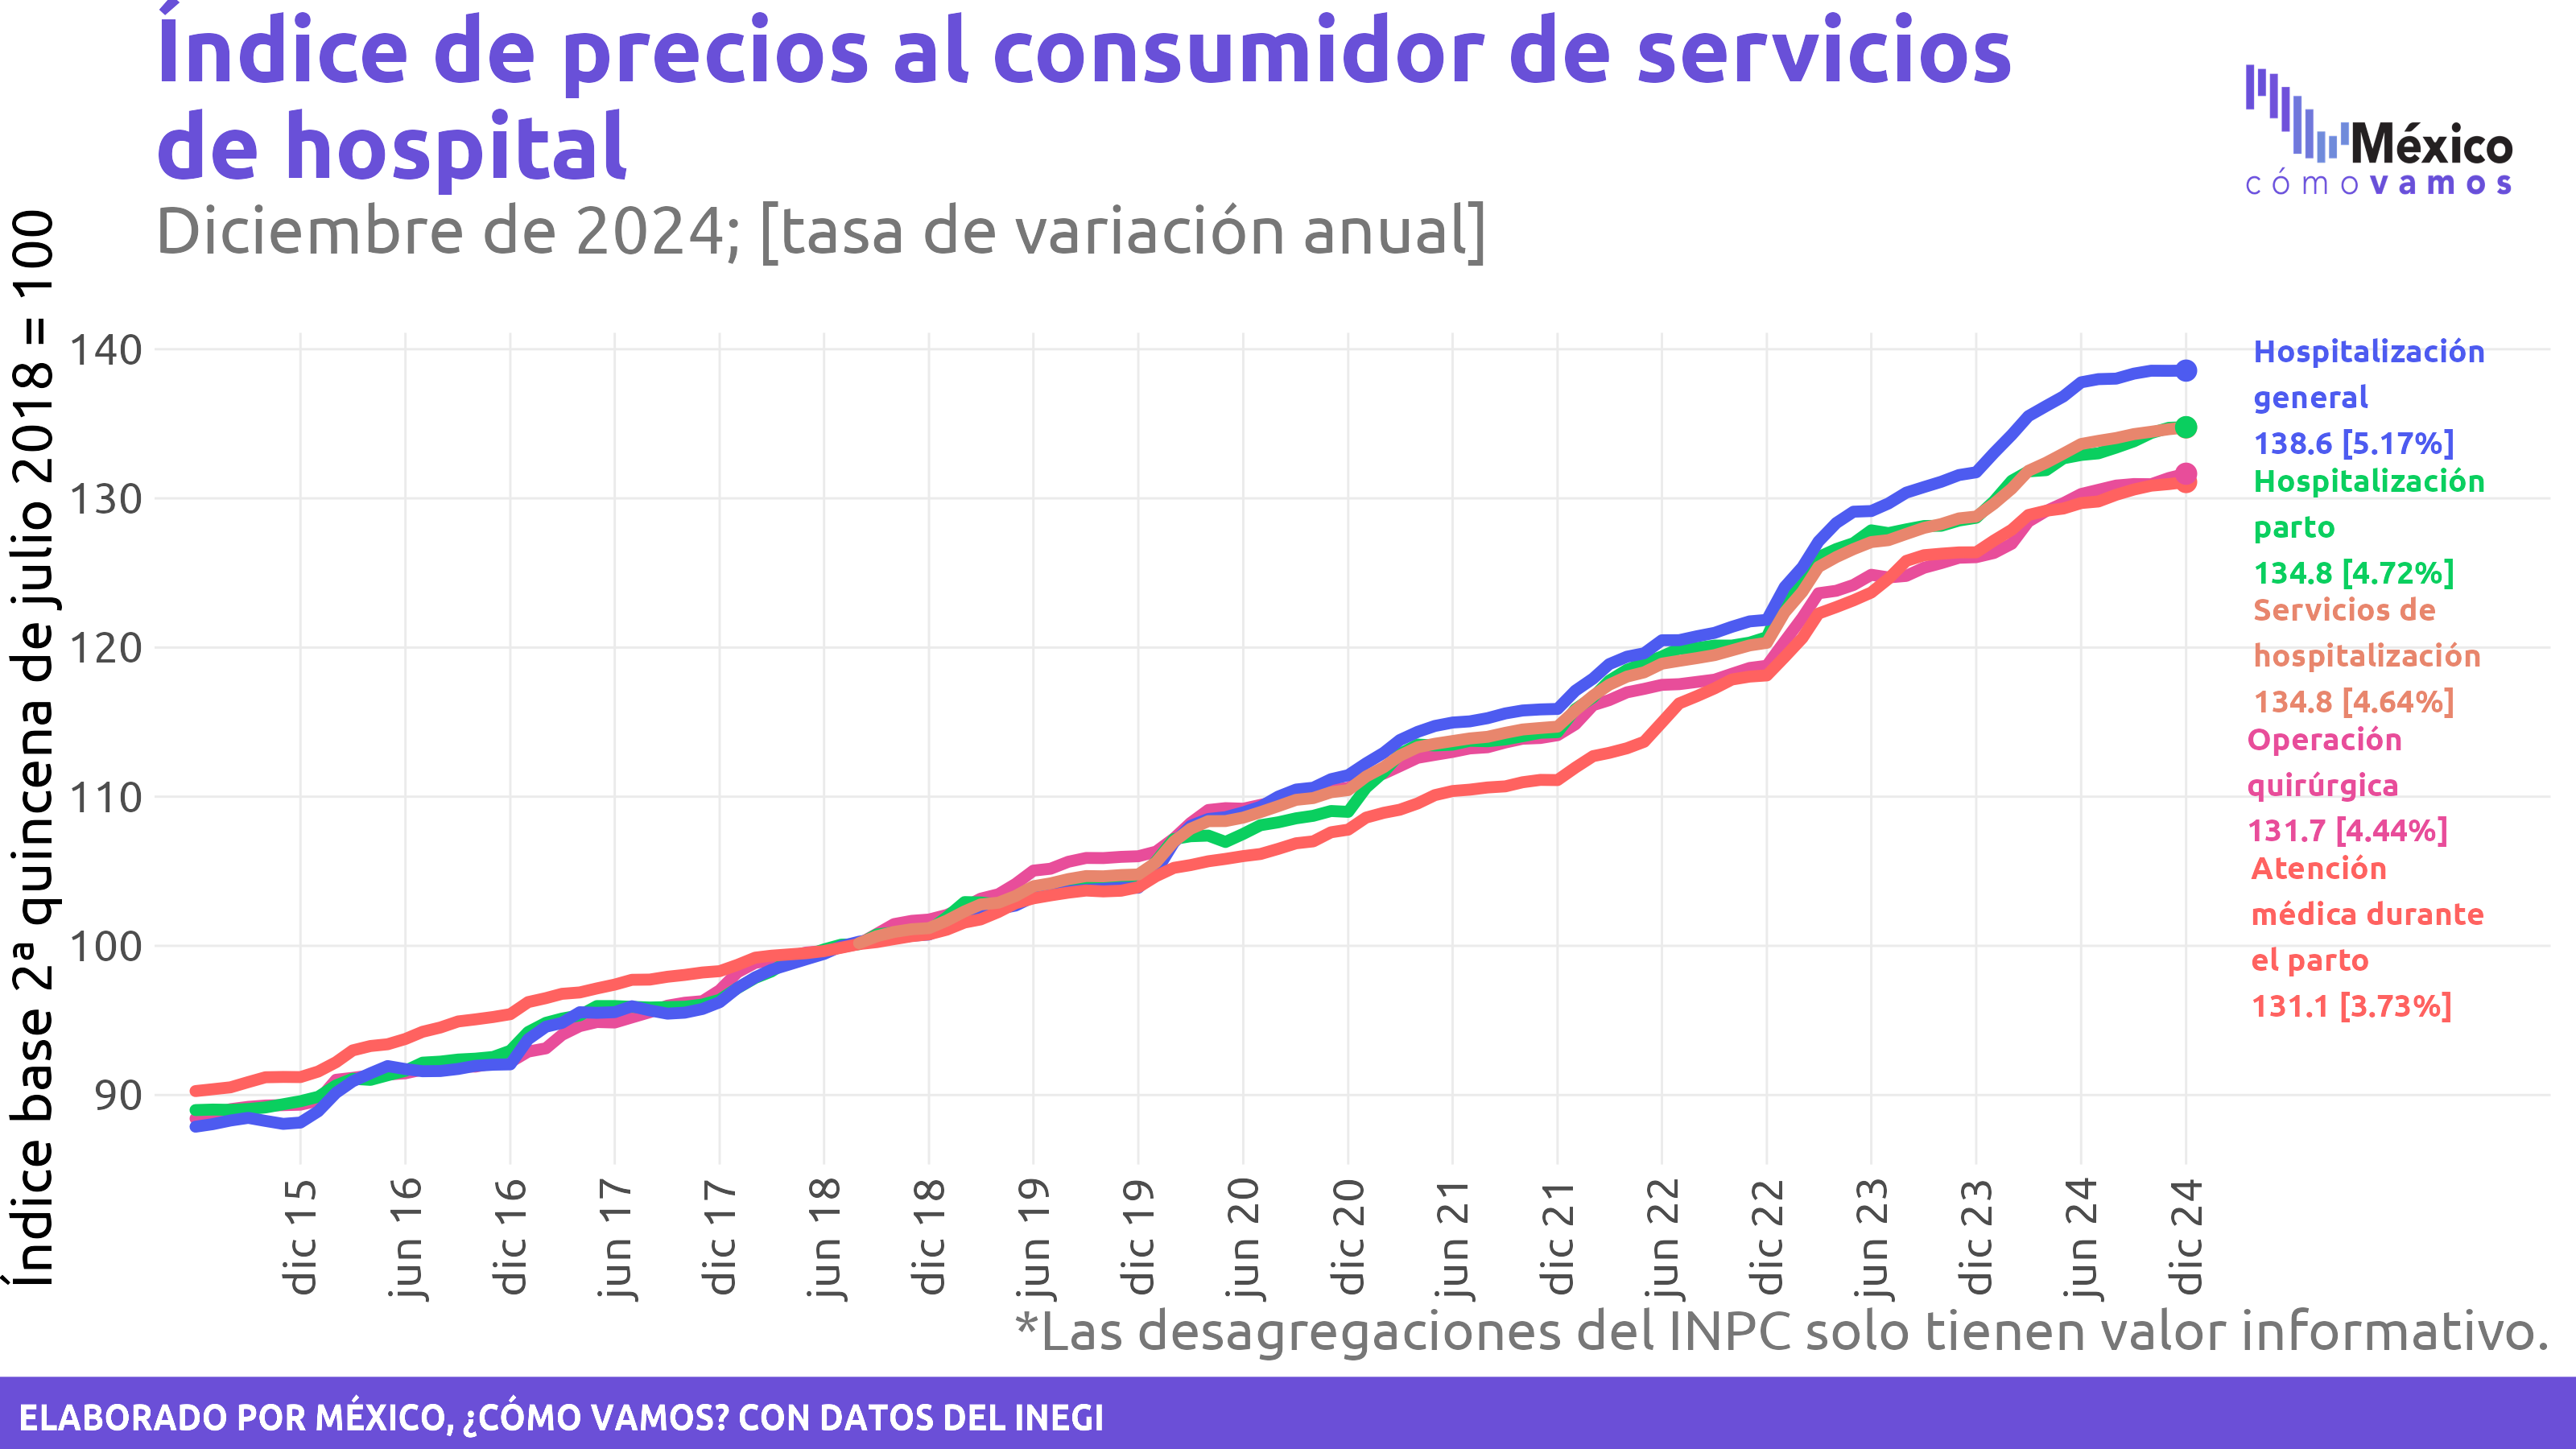 Índice de precios al consumidor de servicios
de hospital
Diciembre de 2024; [tasa de variación anual]
México
cómo vamos
Índice base 2ª quincena de julio 2018 = 100
140
130
120
110
100
90
Hospitalización
general
138.6 [5.17%]
Hospitalización
parto
134.8 [4.72%]
Servicios de
hospitalización
134.8 [4.64%]
Operación
quirúrgica
131.7 [4.44%]
Atención
médica durante
el parto
131.1 [3.73%]
dic 15
jun 16
dic 16
jun 17
dic 17
jun 18
dic 18
jun 19
dic 19
jun 20
dic 20
jun 21
dic 21
jun 22
dic 22
jun 23
dic 23
jun 24
dic 24
*Las desagregaciones del INPC solo tienen valor informativo.
ELABORADO POR MÉXICO, ¿CÓMO VAMOS? CON DATOS DEL INEGI